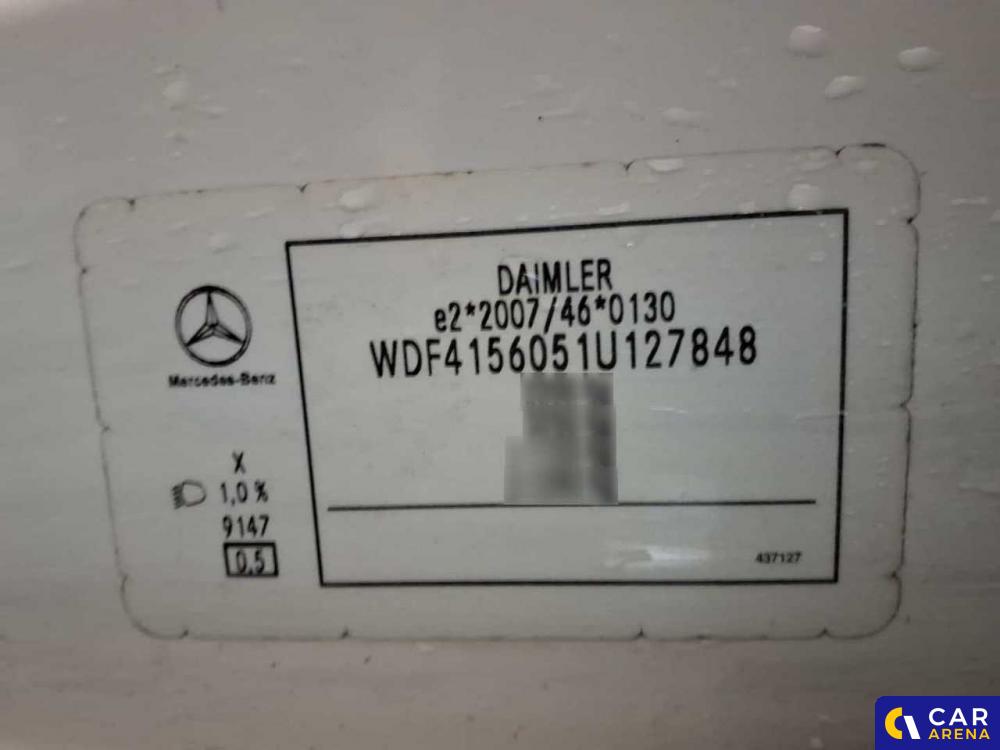 DAIMLER
e2*2007/46*0130
WDF4156051U127848
Mercedes-Benz
X
1,0 %
9147
0.5
437127
CAR
ARENA